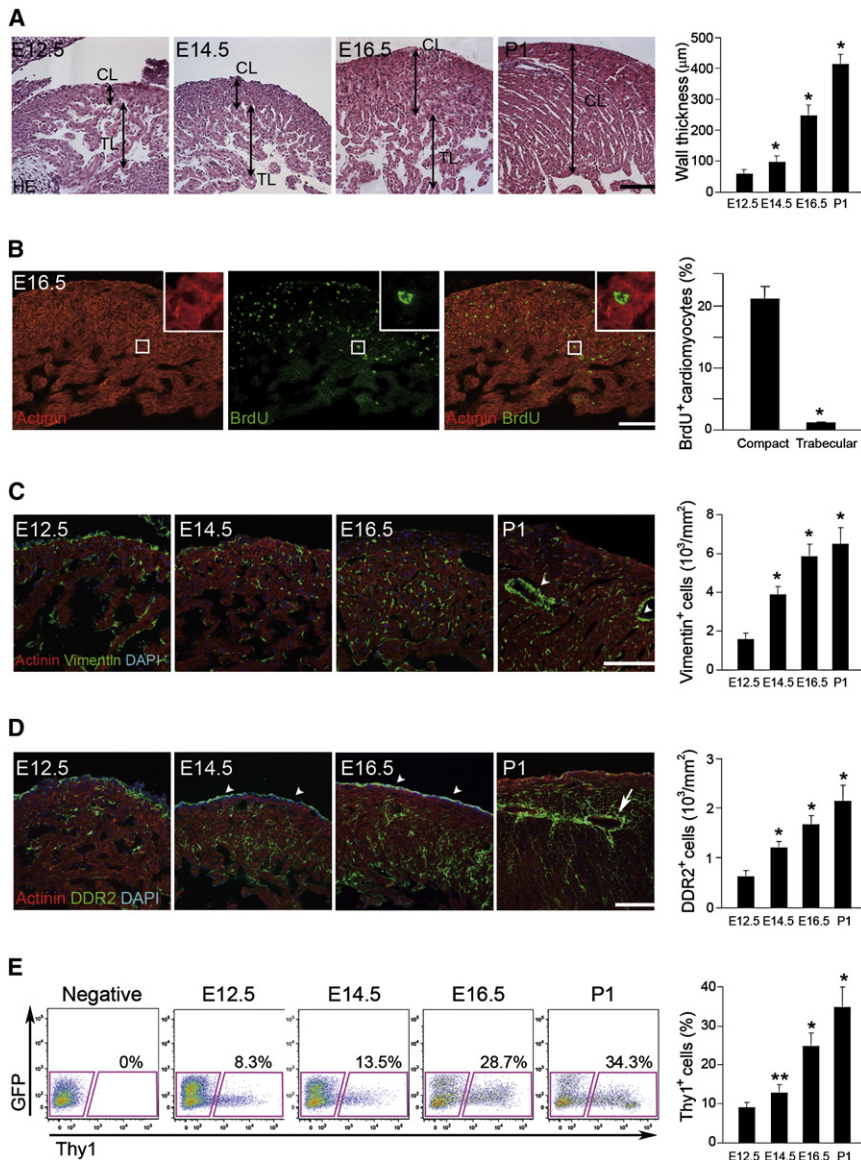 A
E12.5
E14.5
E16.5
P1
CL
CL
CL
CL
TL
TL
TL
HE
Wall thickness (μm)
500
400
300
200
100
0
*
*
*
E12.5 E14.5 E16.5 P1
B
E16.5
Actinin
BrdU
Actinin BrdU
BrdU+cardiomyocytes (%)
20
10
0
*
Compact Trabecular
C
E12.5
E14.5
E16.5
P1
Actinin Vimentin DAPI
Vimentin+ cells (10³/mm²)
8
6
4
2
0
*
*
*
E12.5 E14.5 E16.5 P1
D
E12.5
E14.5
E16.5
P1
Actinin DDR2 DAPI
DDR2+ cells (10³/mm²)
3
2
1
0
*
*
*
E12.5 E14.5 E16.5 P1
E
Negative E12.5 E14.5 E16.5 P1
0% 8.3% 13.5% 28.7% 34.3%
GFP
Thy1
Thy1+ cells (%)
40
30
20
10
0
**
*
*
E12.5 E14.5 E16.5 P1